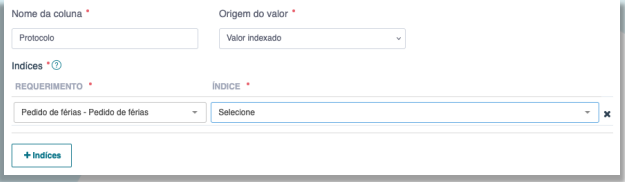 Nome da coluna * Origem do valor *
Protocolo Valor indexado
Indices * ?
REQUERIMENTO * ÍNDICE *
Pedido de férias - Pedido de férias Selecione
+ Indíces